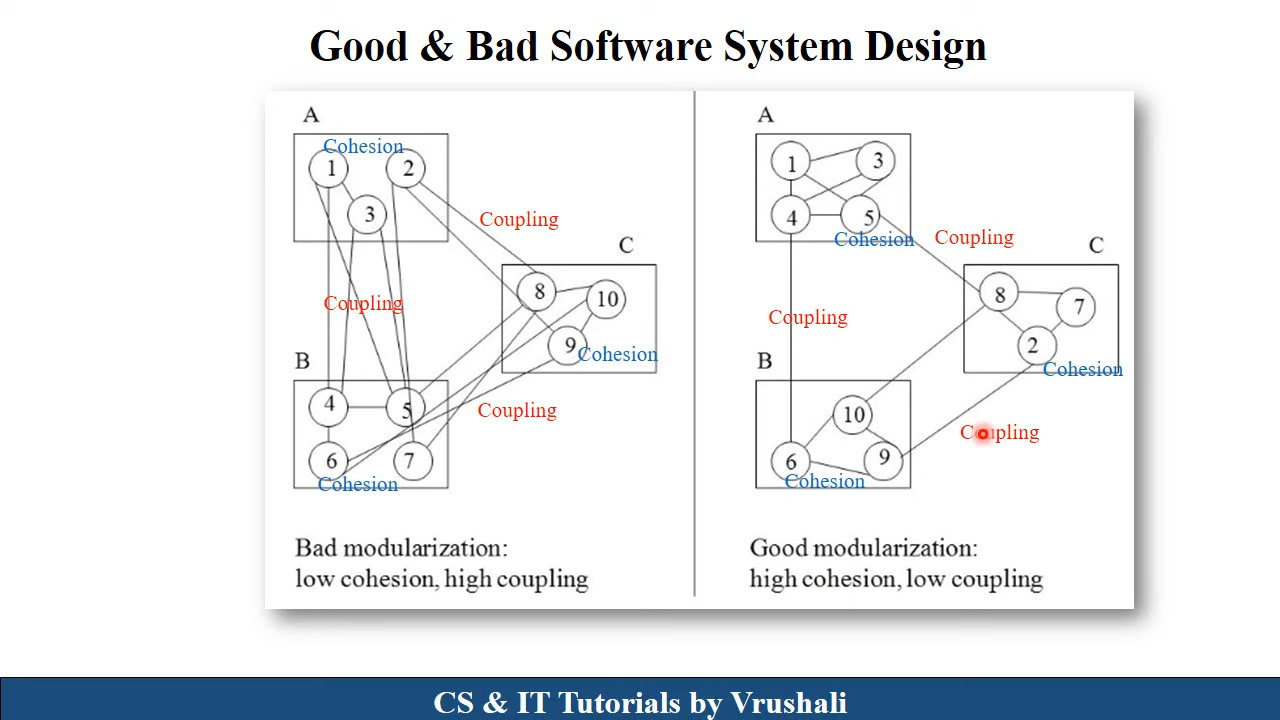 Good & Bad Software System Design
A
Cohesion
1
2
3
Coupling
C
8
10
9
Cohesion
Coupling
B
4
5
6
7
Cohesion
Coupling
Bad modularization:
low cohesion, high coupling
A
1
3
4
5
Cohesion
Coupling
C
8
7
2
Cohesion
Coupling
B
10
6
9
Cohesion
Coupling
Good modularization:
high cohesion, low coupling
CS & IT Tutorials by Vrushali